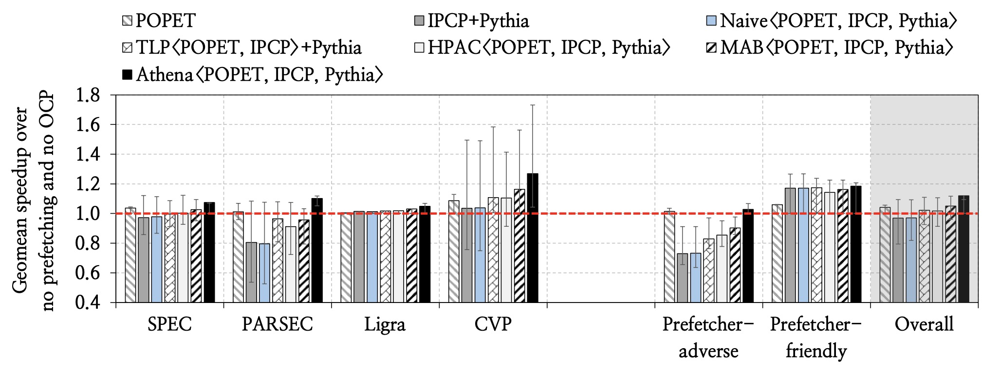 POPET
IPCP+Pythia
Naive〈POPET, IPCP, Pythia〉
TLP〈POPET, IPCP〉+Pythia
HPAC〈POPET, IPCP, Pythia〉
MAB〈POPET, IPCP, Pythia〉
Athena〈POPET, IPCP, Pythia〉
Geomean speedup over
no prefetching and no OCP
1.8
1.6
1.4
1.2
1.0
0.8
0.6
0.4
SPEC
PARSEC
Ligra
CVP
Prefetcher-
adverse
Prefetcher-
friendly
Overall